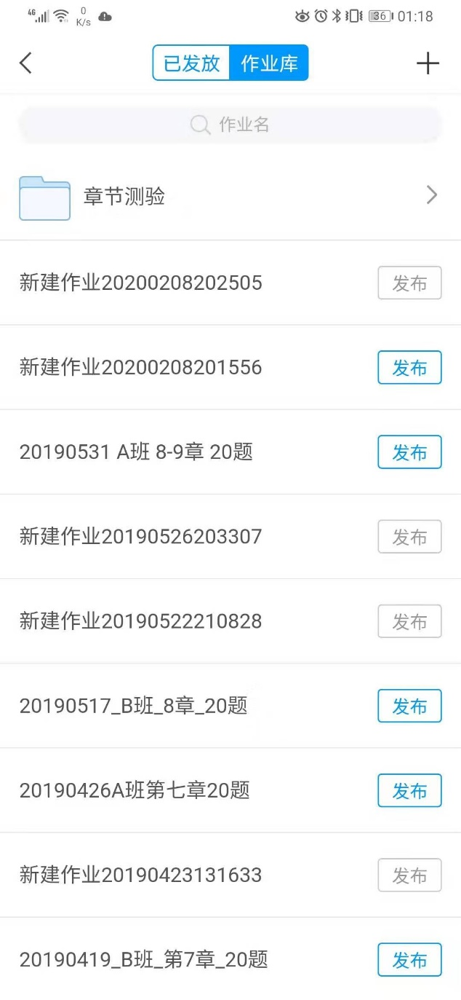 4G 0 K/s 36 01:18
已发放 作业库
作业名
章节测验
新建作业20200208202505 发布
新建作业20200208201556 发布
20190531 A班 8-9章 20题 发布
新建作业20190526203307 发布
新建作业20190522210828 发布
20190517_B班_8章_20题 发布
20190426A班第七章20题 发布
新建作业20190423131633 发布
20190419_B班_第7章_20题 发布